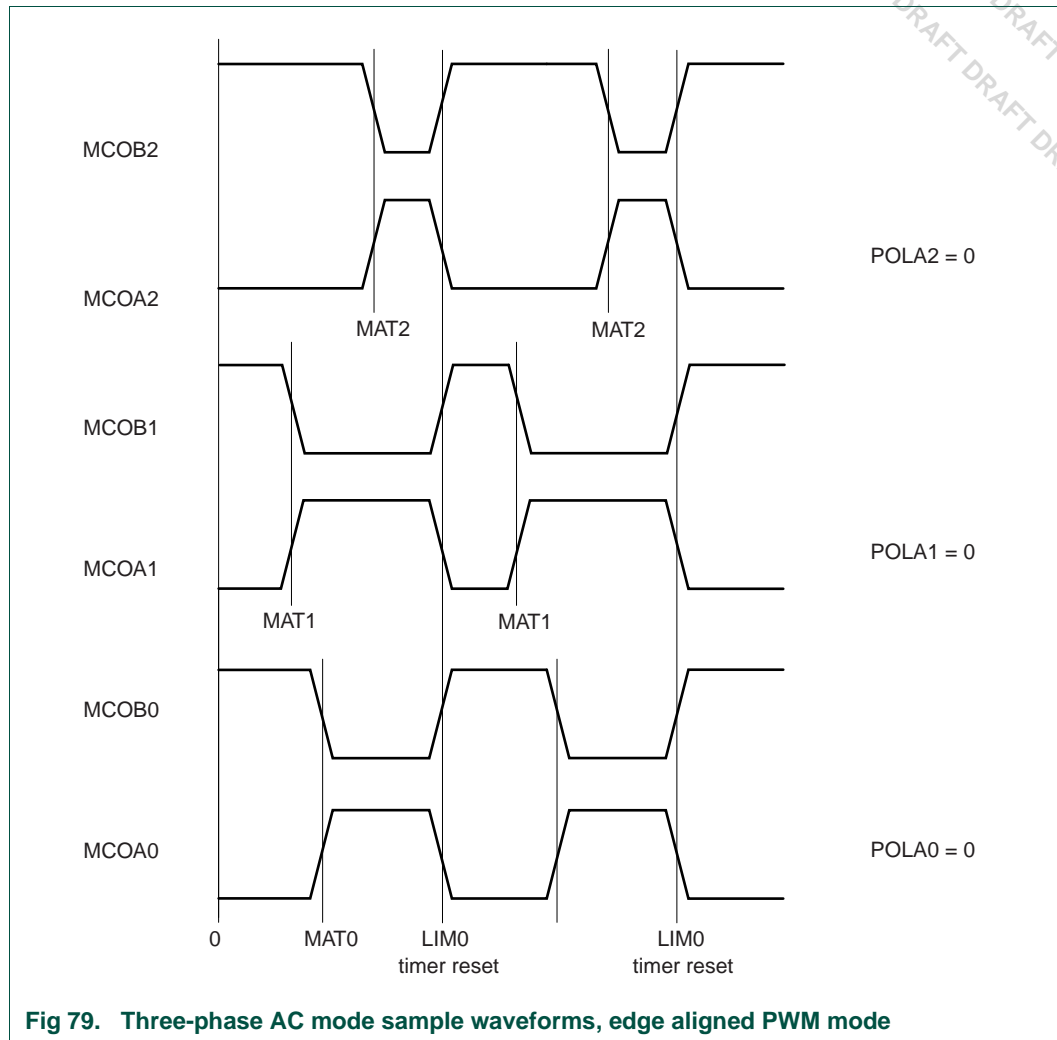 DRAFT
DRAFT DRAFT
MCOB2
POLA2 = 0
MCOA2
MAT2 MAT2
MCOB1
POLA1 = 0
MCOA1
MAT1 MAT1
MCOB0
MCOA0 POLA0 = 0
0 MAT0 LIM0 LIM0
timer reset timer reset
Fig 79. Three-phase AC mode sample waveforms, edge aligned PWM mode